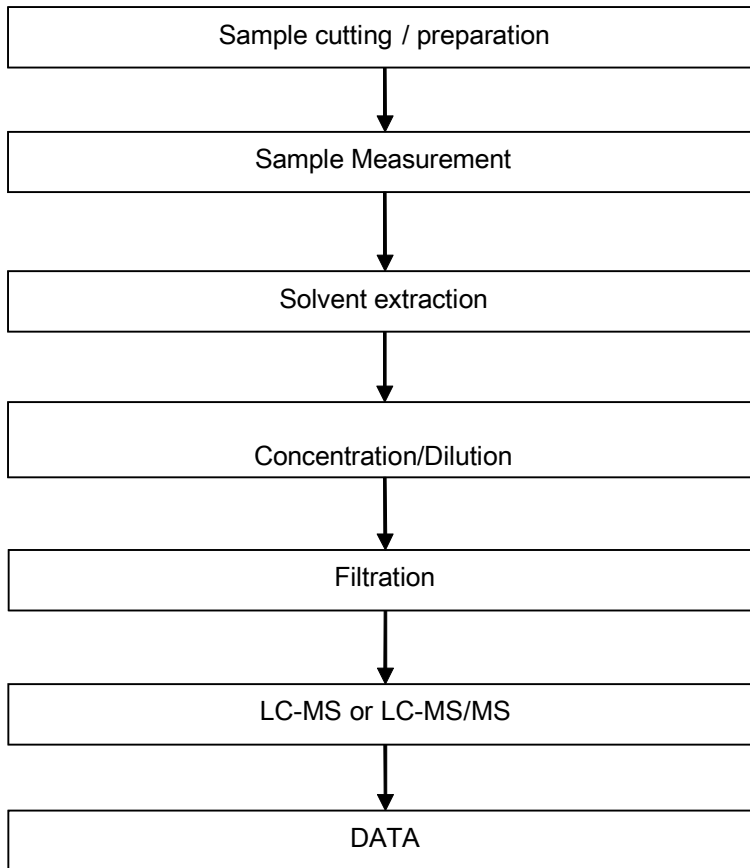 Sample cutting / preparation
Sample Measurement
Solvent extraction
Concentration/Dilution
Filtration
LC-MS or LC-MS/MS
DATA